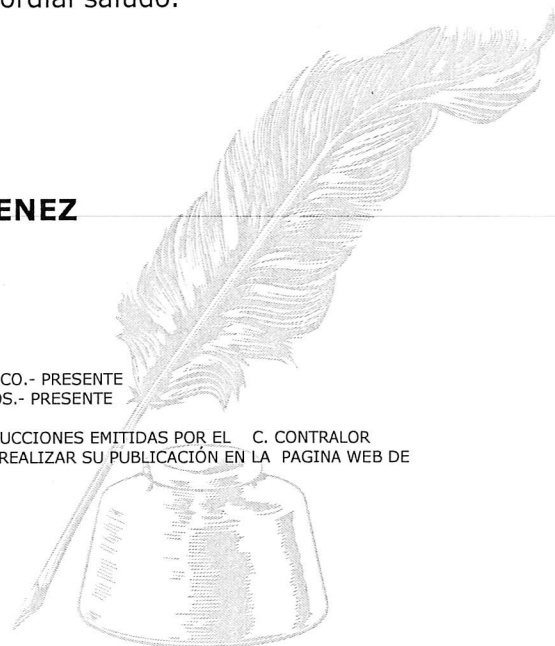 ordial saludo.
ENEZ
CO.- PRESENTE
OS.- PRESENTE
UCCIONES EMITIDAS POR EL C. CONTRALOR
REALIZAR SU PUBLICACIÓN EN LA PAGINA WEB DE